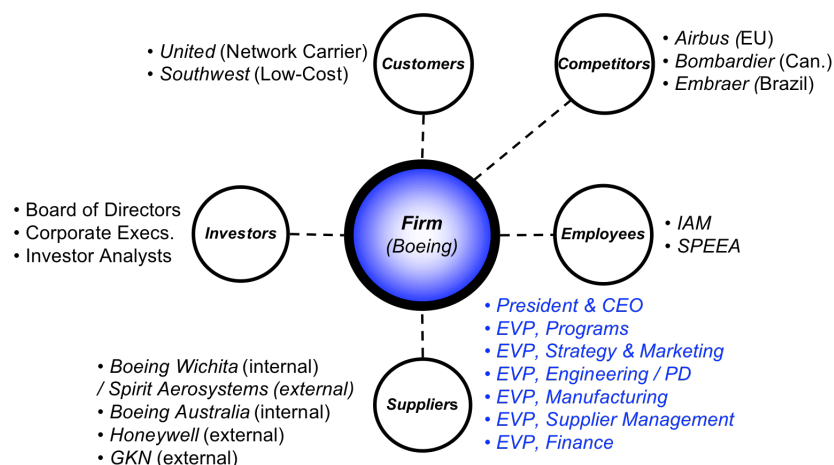 • United (Network Carrier)
• Southwest (Low-Cost)
Customers
Competitors
• Airbus (EU)
• Bombardier (Can.)
• Embraer (Brazil)
• Board of Directors
• Corporate Execs.
• Investor Analysts
Investors
Firm
(Boeing)
Employees
• IAM
• SPEEA
• President & CEO
• EVP, Programs
• EVP, Strategy & Marketing
• EVP, Engineering / PD
• EVP, Manufacturing
• EVP, Supplier Management
• EVP, Finance
• Boeing Wichita (internal)
/ Spirit Aerosystems (external)
• Boeing Australia (internal)
• Honeywell (external)
• GKN (external)
Suppliers